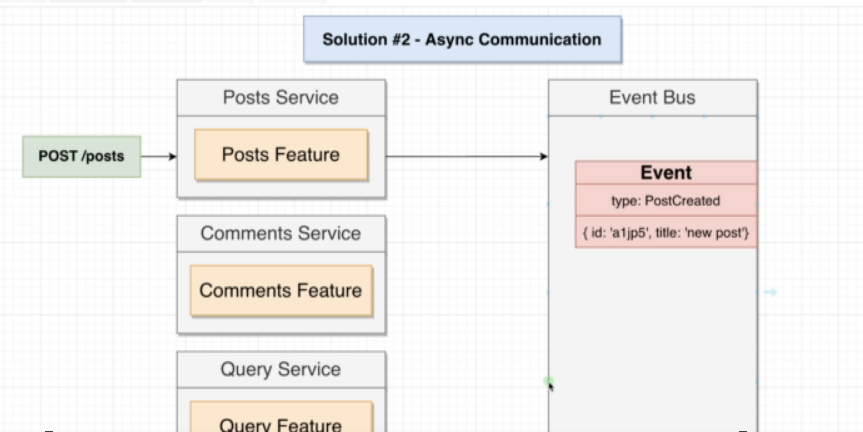 Solution #2 - Async Communication
Posts Service
Event Bus
POST /posts
Posts Feature
Event
type: PostCreated
{ id: 'a1jp5', title: 'new post'}
Comments Service
Comments Feature
Query Service
Query Feature